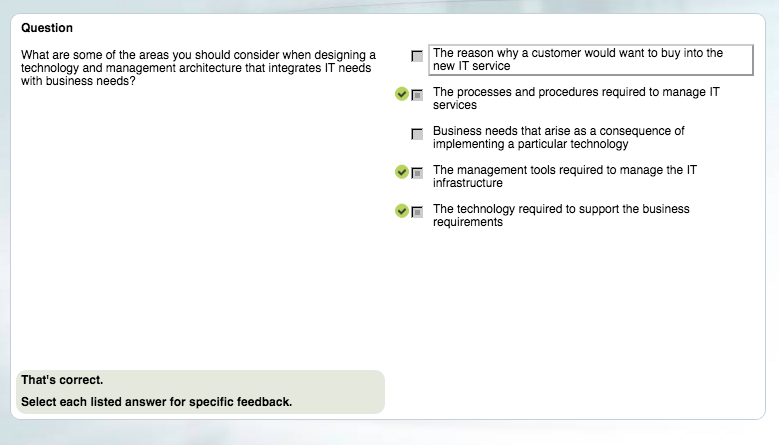 Question
What are some of the areas you should consider when designing a
technology and management architecture that integrates IT needs
with business needs?
The reason why a customer would want to buy into the
new IT service
The processes and procedures required to manage IT
services
Business needs that arise as a consequence of
implementing a particular technology
The management tools required to manage the IT
infrastructure
The technology required to support the business
requirements
That's correct.
Select each listed answer for specific feedback.